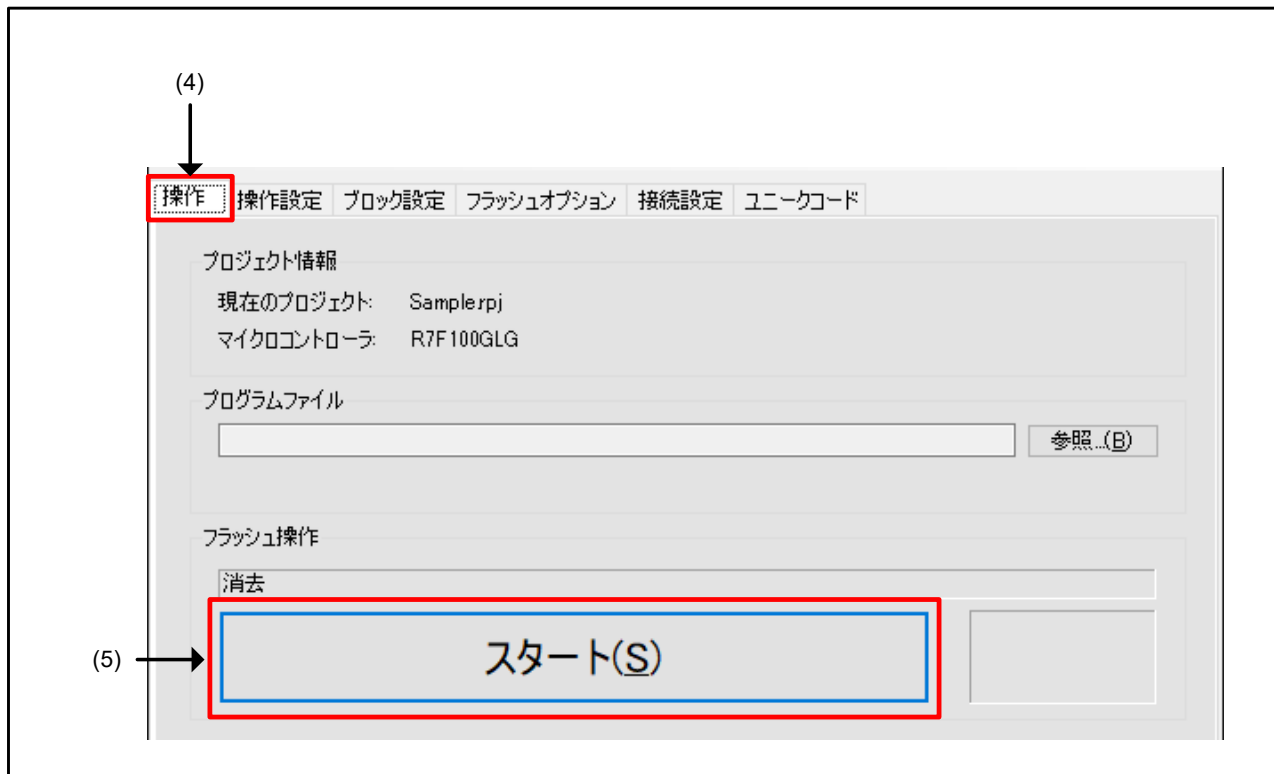 (4)
操作 操作設定 ブロック設定 フラッシュオプション 接続設定 ユニークコード
プロジェクト情報
現在のプロジェクト: Sample.rpj
マイクロコントローラ: R7F100GLG
プログラムファイル
参照...(B)
フラッシュ操作
消去
(5) スタート(S)